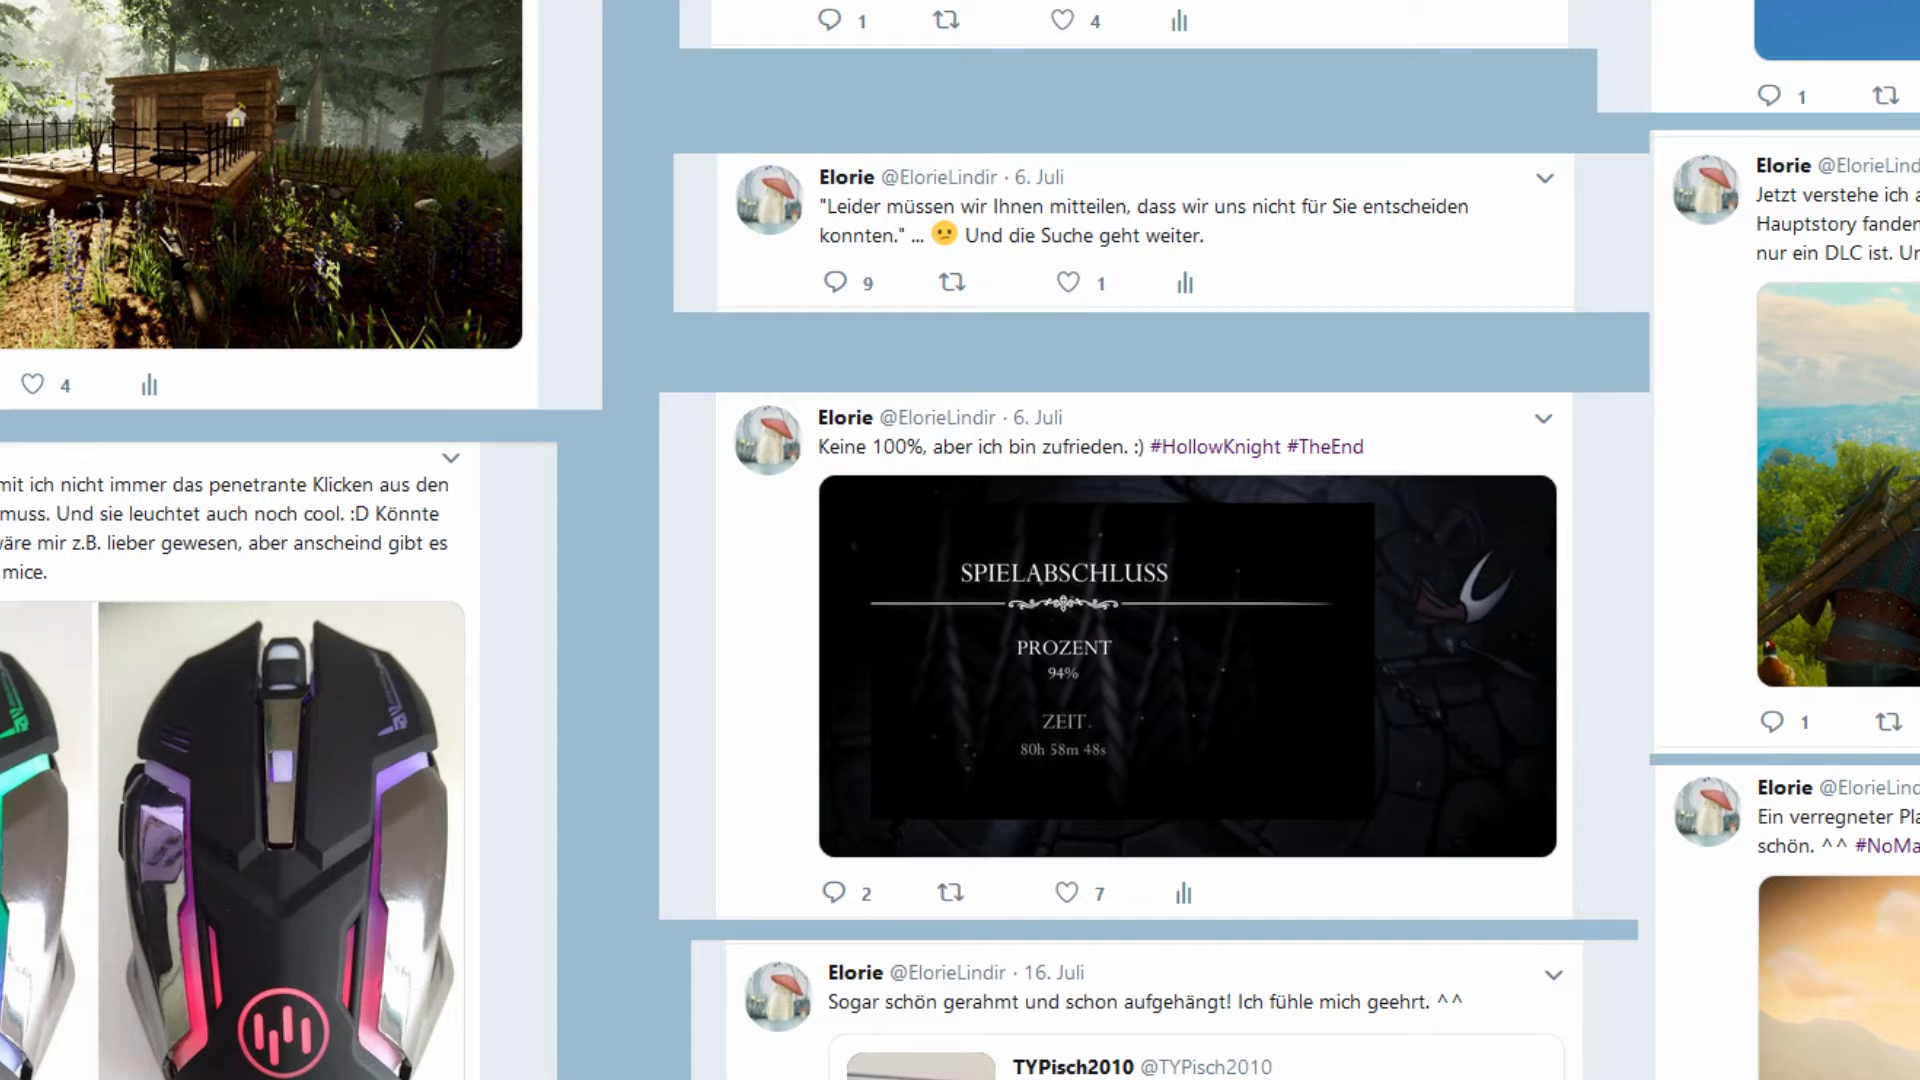 4
mit ich nicht immer das penetrante Klicken aus den
muss. Und sie leuchtet auch noch cool. :D Könnte
wäre mir z.B. lieber gewesen, aber anscheind gibt es
mice.
1 4
Elorie @ElorieLindir · 6. Juli
"Leider müssen wir Ihnen mitteilen, dass wir uns nicht für Sie entscheiden
konnten." ... 😕 Und die Suche geht weiter.
9 1
Elorie @ElorieLindir · 6. Juli
Keine 100%, aber ich bin zufrieden. :) #HollowKnight #TheEnd
SPIELABSCHLUSS
PROZENT
94%
ZEIT
80h 58m 48s
2 7
Elorie @ElorieLindir · 16. Juli
Sogar schön gerahmt und schon aufgehängt! Ich fühle mich geehrt. ^^
TYPisch2010 @TYPisch2010
1
Elorie @ElorieLind
Jetzt verstehe ich a
Hauptstory fanden
nur ein DLC ist. Un
1
Elorie @ElorieLind
Ein verregneter Pla
schön. ^^ #NoMa